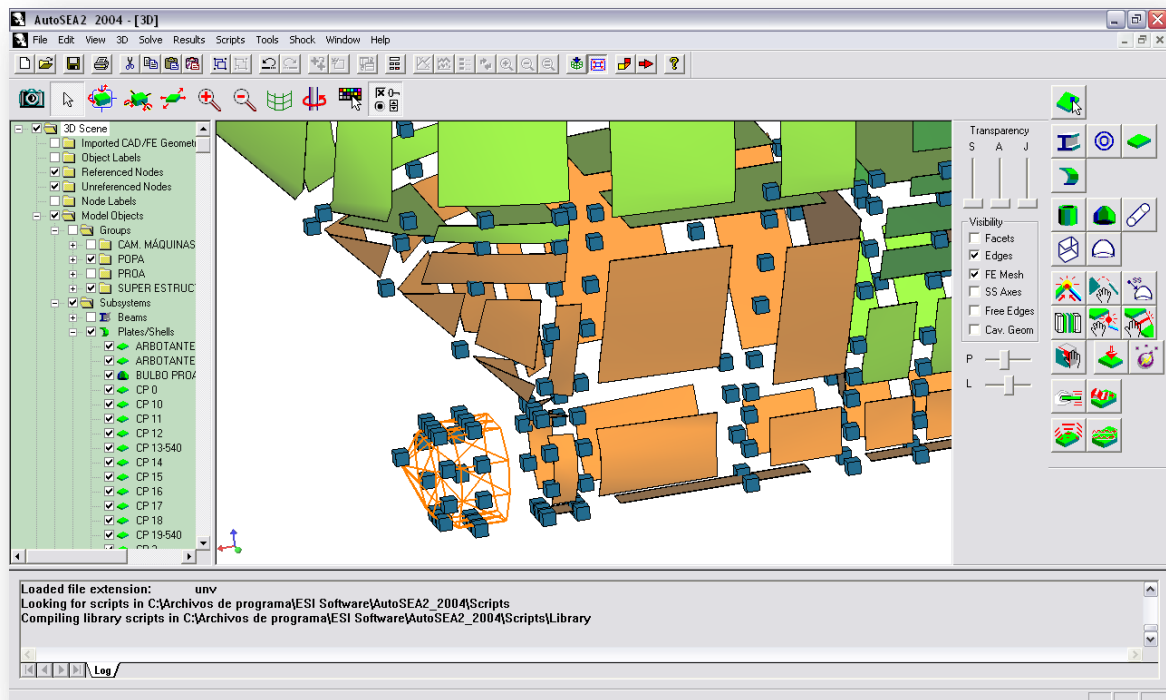 AutoSEA2 2004 - [3D]
File Edit View 3D Solve Results Scripts Tools Shock Window Help
3D Scene
Imported CAD/FE Geomet
Object Labels
Referenced Nodes
Unreferenced Nodes
Node Labels
Model Objects
Groups
CAM. MÁQUINAS
POPA
PROA
SUPER ESTRUC
Subsystems
Beams
Plates/Shells
ARBOTANTE
ARBOTANTE
BULBO PROA
CP 0
CP 10
CP 11
CP 12
CP 13-540
CP 14
CP 15
CP 16
CP 17
CP 18
CP 19-540
CP 2
Transparency
S A J
Visibility
Facets
Edges
FE Mesh
SS Axes
Free Edges
Cav. Geom
P
L
SS
Loaded file extension: unv
Looking for scripts in C:\Archivos de programa\ESI Software\AutoSEA2_2004\Scripts
Compiling library scripts in C:\Archivos de programa\ESI Software\AutoSEA2_2004\Scripts\Library
Log